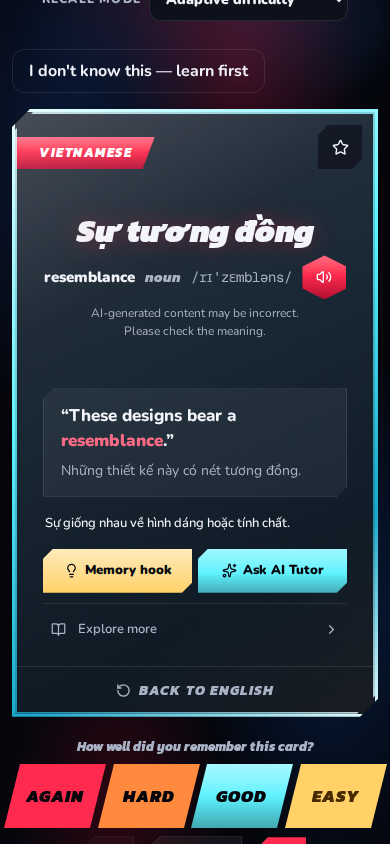 RECALL MODE Adaptive difficulty
I don't know this — learn first
VIETNAMESE
Sự tương đồng
resemblance noun /rɪˈzɛmbləns/
AI-generated content may be incorrect.
Please check the meaning.
“These designs bear a
resemblance.”
Những thiết kế này có nét tương đồng.
Sự giống nhau về hình dáng hoặc tính chất.
Memory hook
Ask AI Tutor
Explore more
BACK TO ENGLISH
How well did you remember this card?
AGAIN HARD GOOD EASY